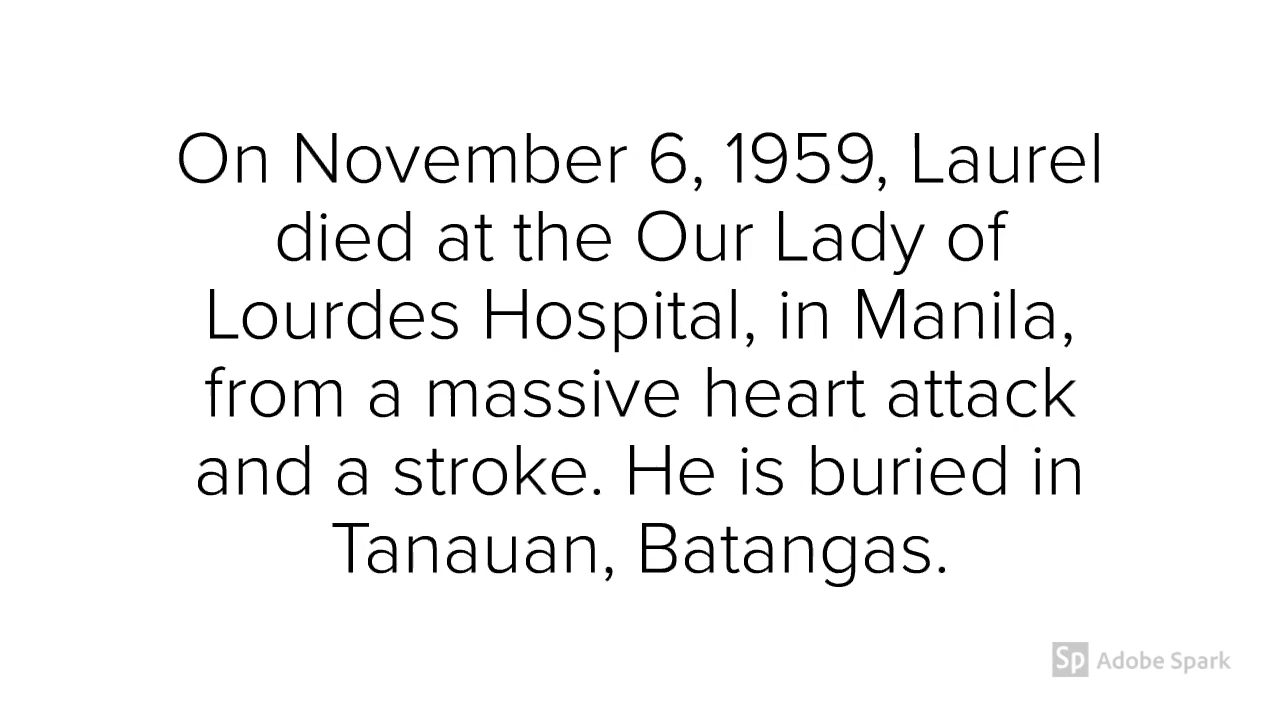 On November 6, 1959, Laurel
died at the Our Lady of
Lourdes Hospital, in Manila,
from a massive heart attack
and a stroke. He is buried in
Tanauan, Batangas.
Sp Adobe Spark